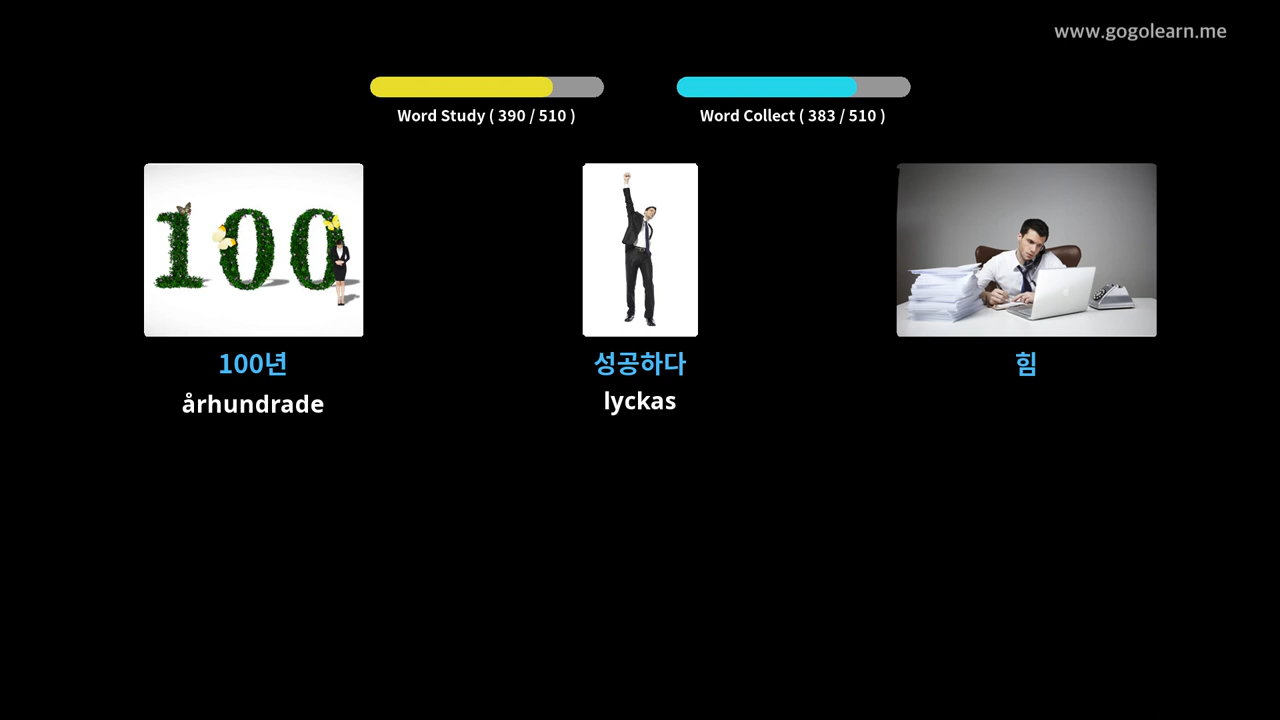 www.gogolearn.me
Word Study ( 390 / 510 )
Word Collect ( 383 / 510 )
100
100년
århundrade
성공하다
lyckas
힘